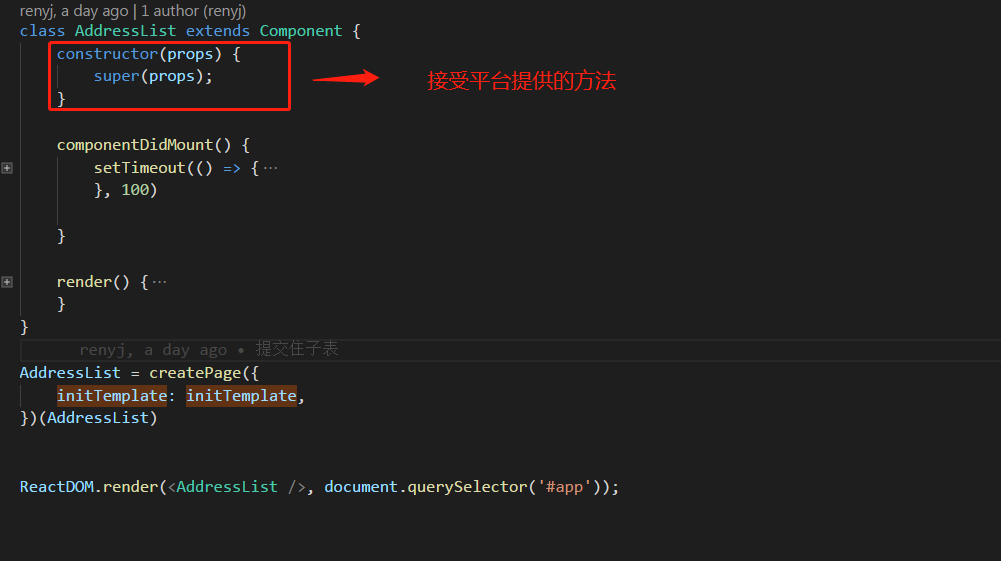 renyj, a day ago | 1 author (renyj)
class AddressList extends Component {
constructor(props) {
super(props);
接受平台提供的方法
}
componentDidMount() {
setTimeout(() => {···
}, 100)
}
render() {···
}
}
renyj, a day ago • 提交住子表
AddressList = createPage({
initTemplate: initTemplate,
})(AddressList)
ReactDOM.render(<AddressList />, document.querySelector('#app'));